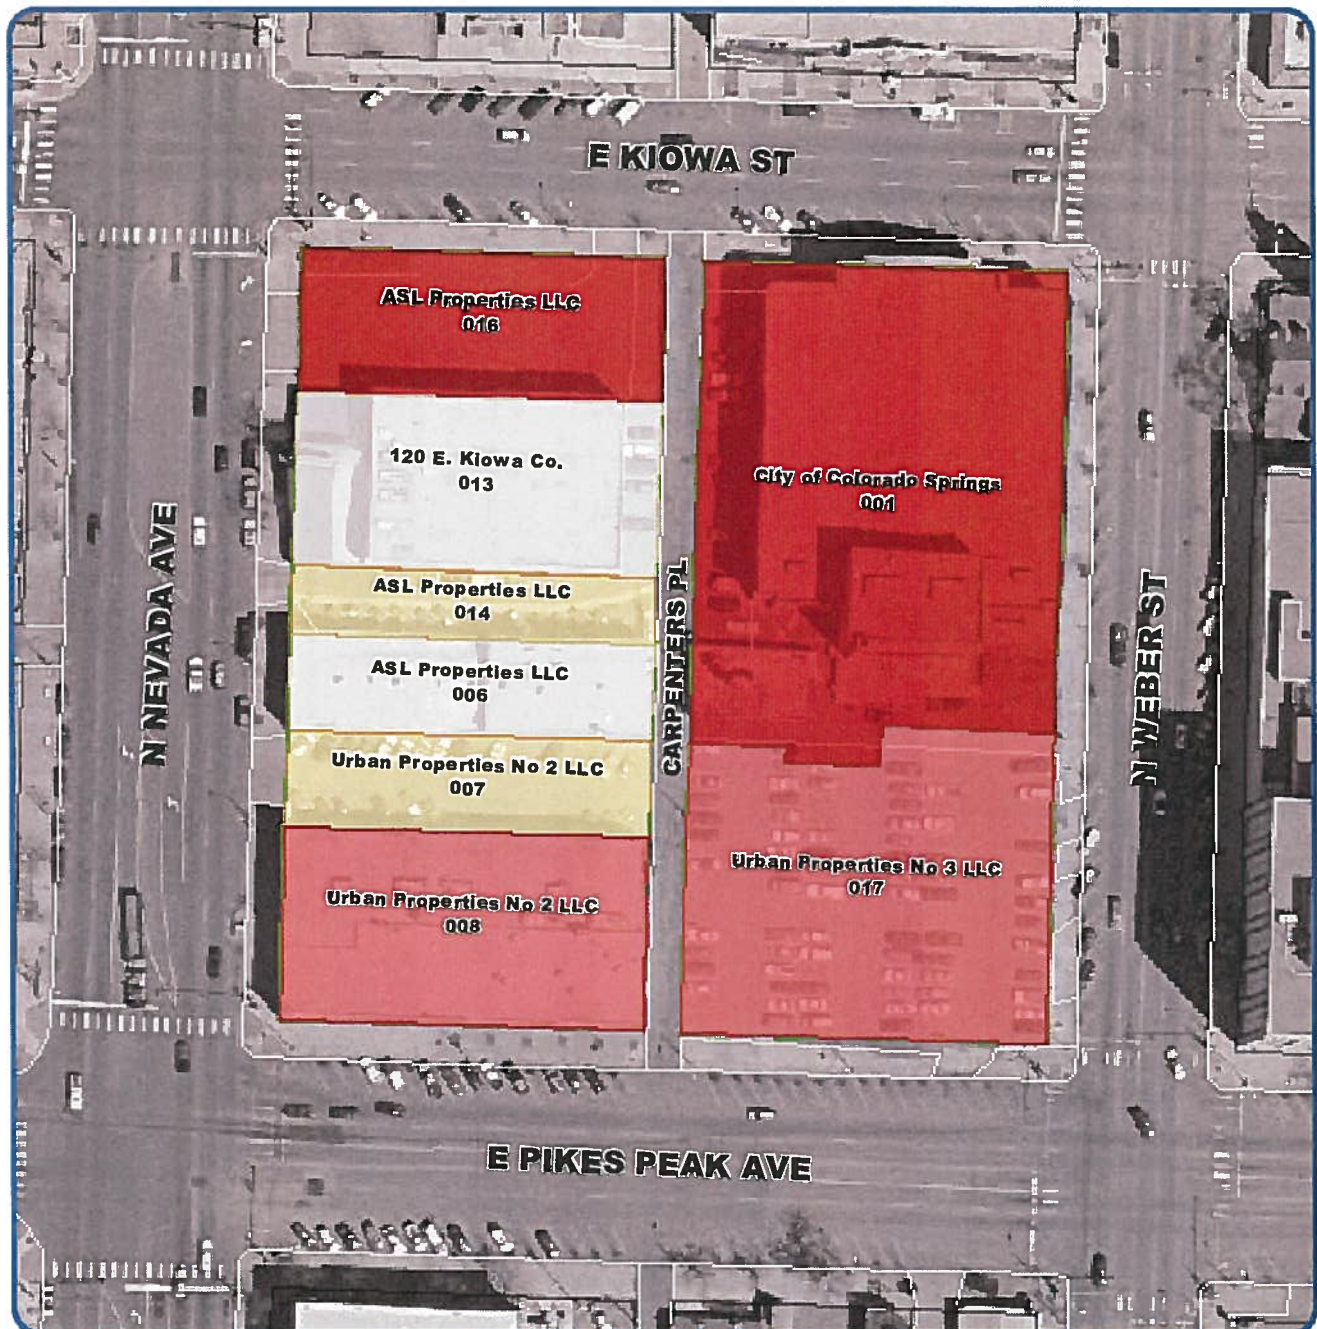 E KIOWA ST
ASL Properties LLC
016
120 E. Kiowa Co.
013
City of Colorado Springs
001
ASL Properties LLC
014
ASL Properties LLC
006
Urban Properties No 2 LLC
007
Urban Properties No 2 LLC
008
Urban Properties No 3 LLC
017
N NEVADA AVE
CARPENTERS PL
N WEBER ST
E PIKES PEAK AVE